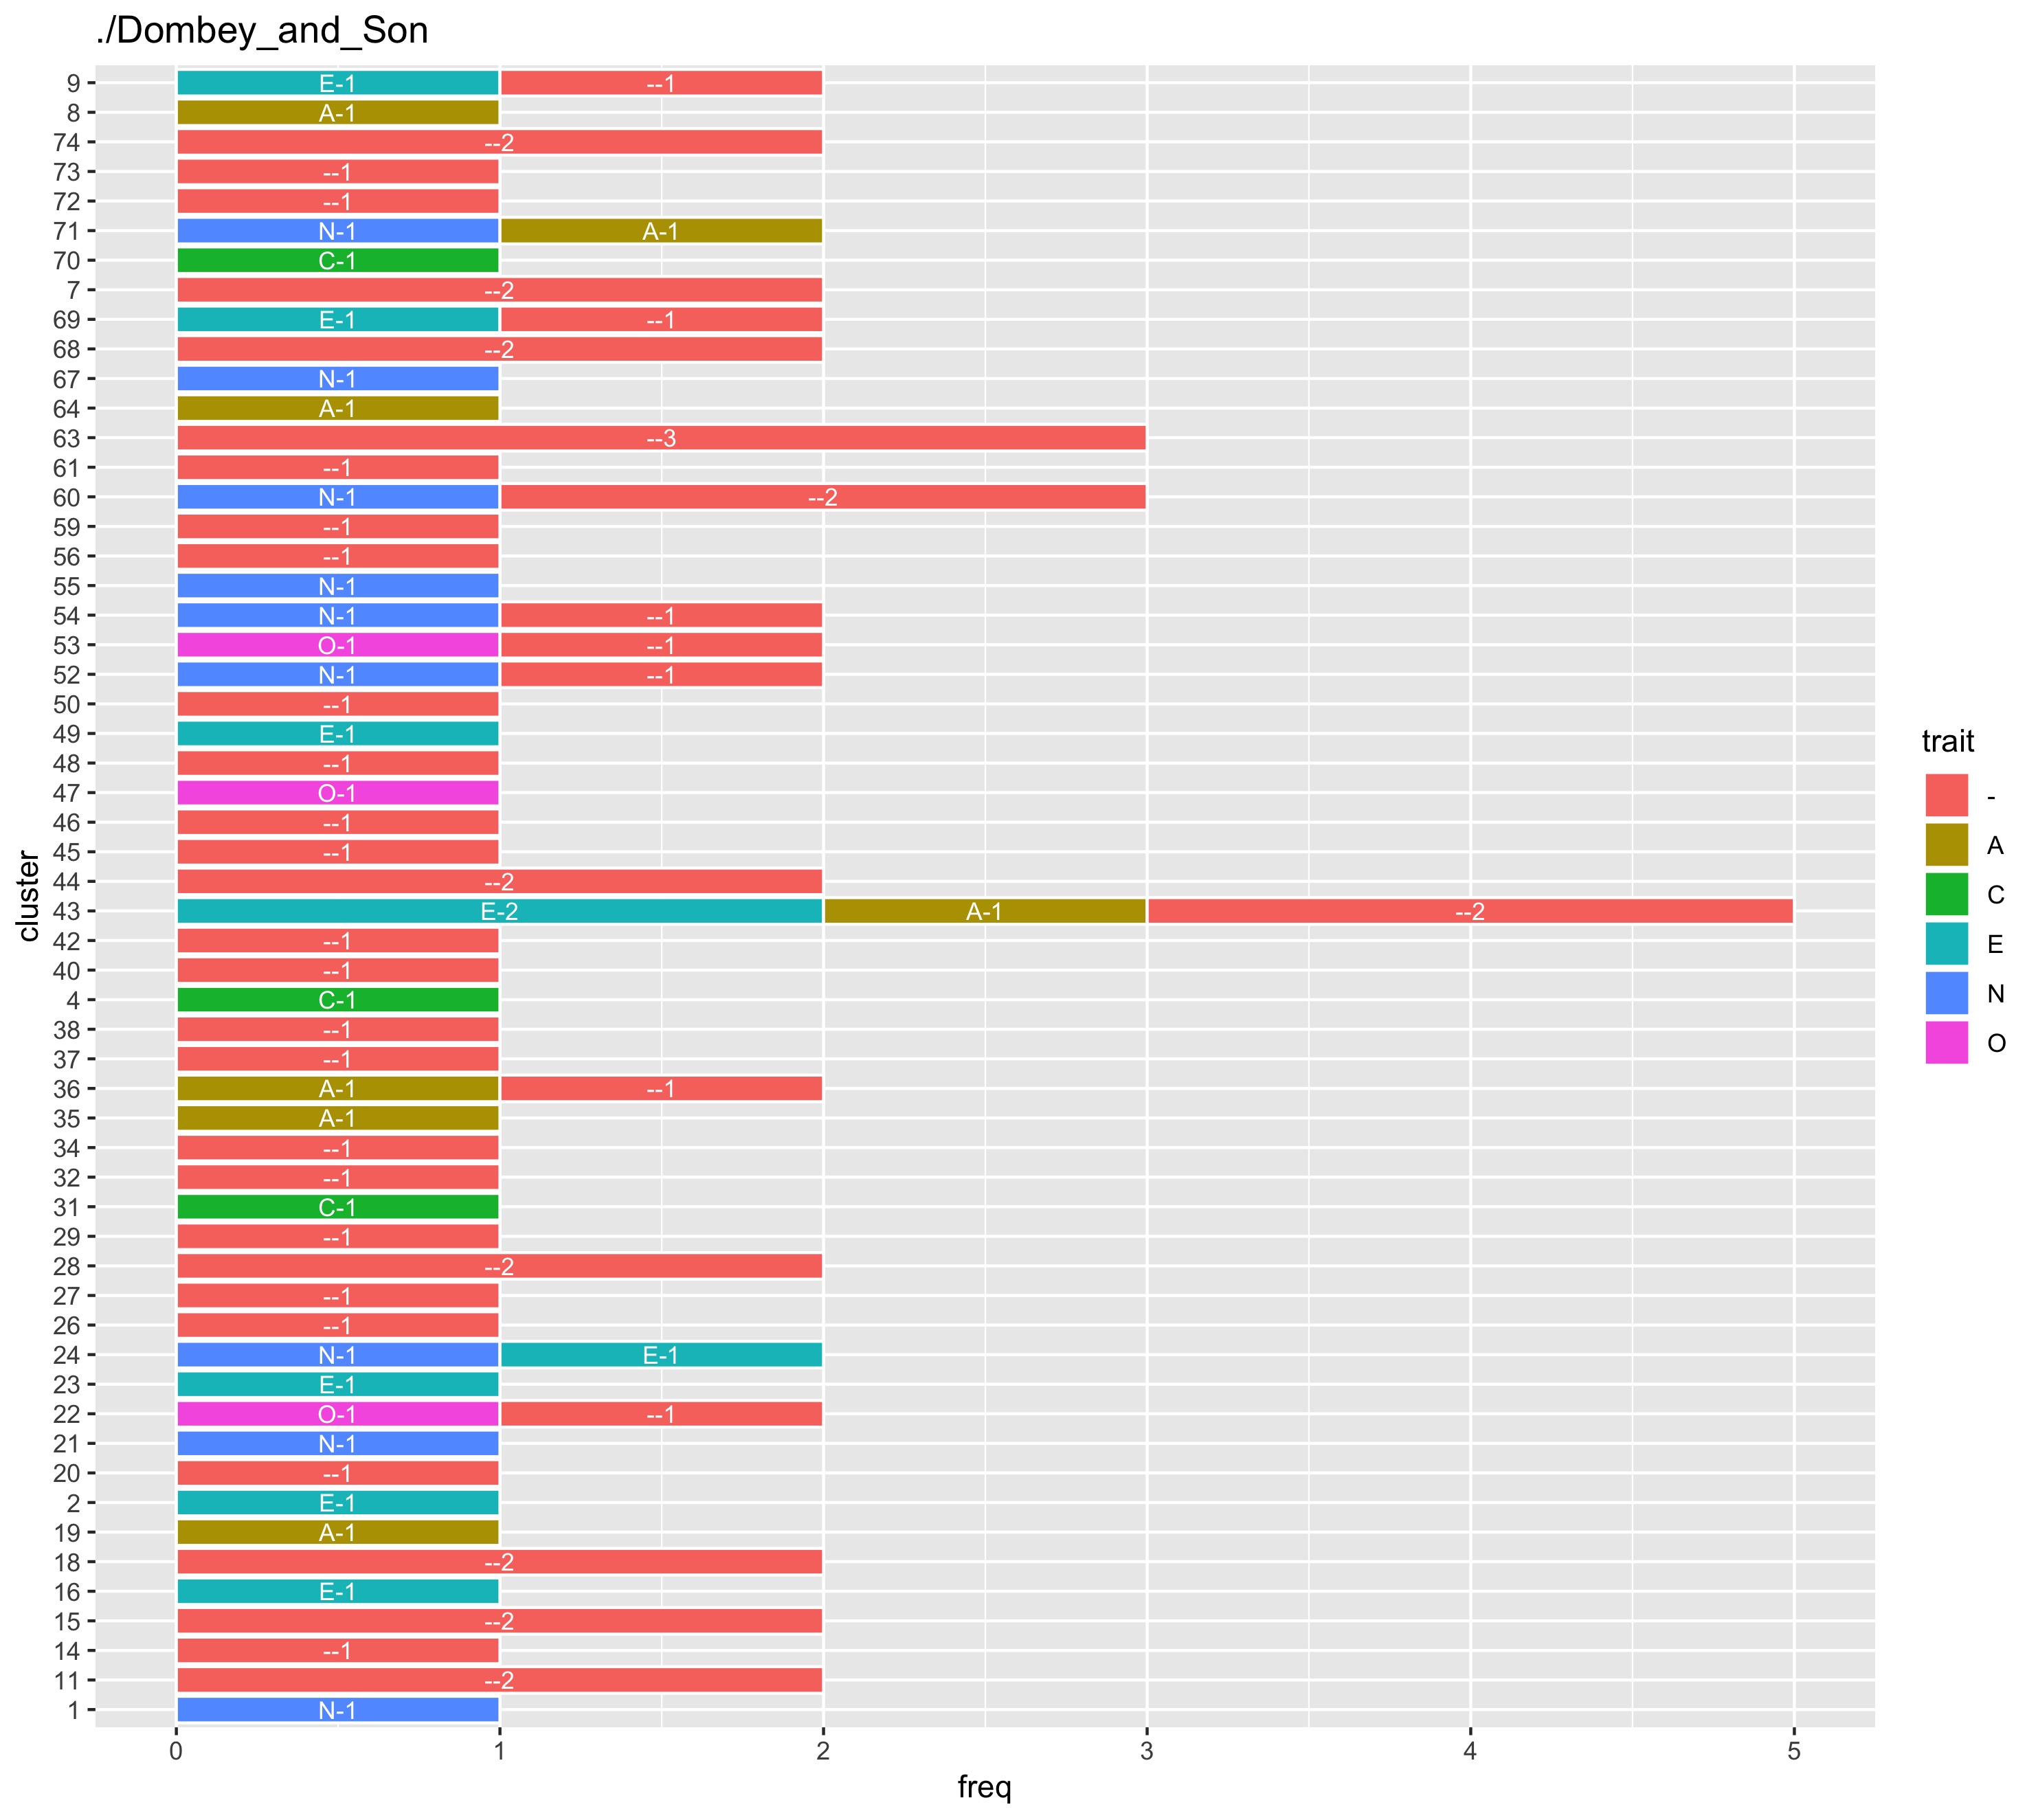 ./Dombey_and_Son
9 E-1 --1
8 A-1
74 --2
73 --1
72 --1
71 N-1 A-1
70 C-1
7 --2
69 E-1 --1
68 --2
67 N-1
64 A-1
63 --3
61 --1
60 N-1 --2
59 --1
56 --1
55 N-1
54 N-1 --1
53 O-1 --1
52 N-1 --1
50 --1
49 E-1
48 --1
47 O-1
46 --1
45 --1
44 --2
43 E-2 A-1 --2
42 --1
40 --1
4 C-1
38 --1
37 --1
36 A-1 --1
35 A-1
34 --1
32 --1
31 C-1
29 --1
28 --2
27 --1
26 --1
24 N-1 E-1
23 E-1
22 O-1 --1
21 N-1
20 --1
2 E-1
19 A-1
18 --2
16 E-1
15 --2
14 --1
11 --2
1 N-1
0 1 2 3 4 5
freq
cluster
trait
-
A
C
E
N
O